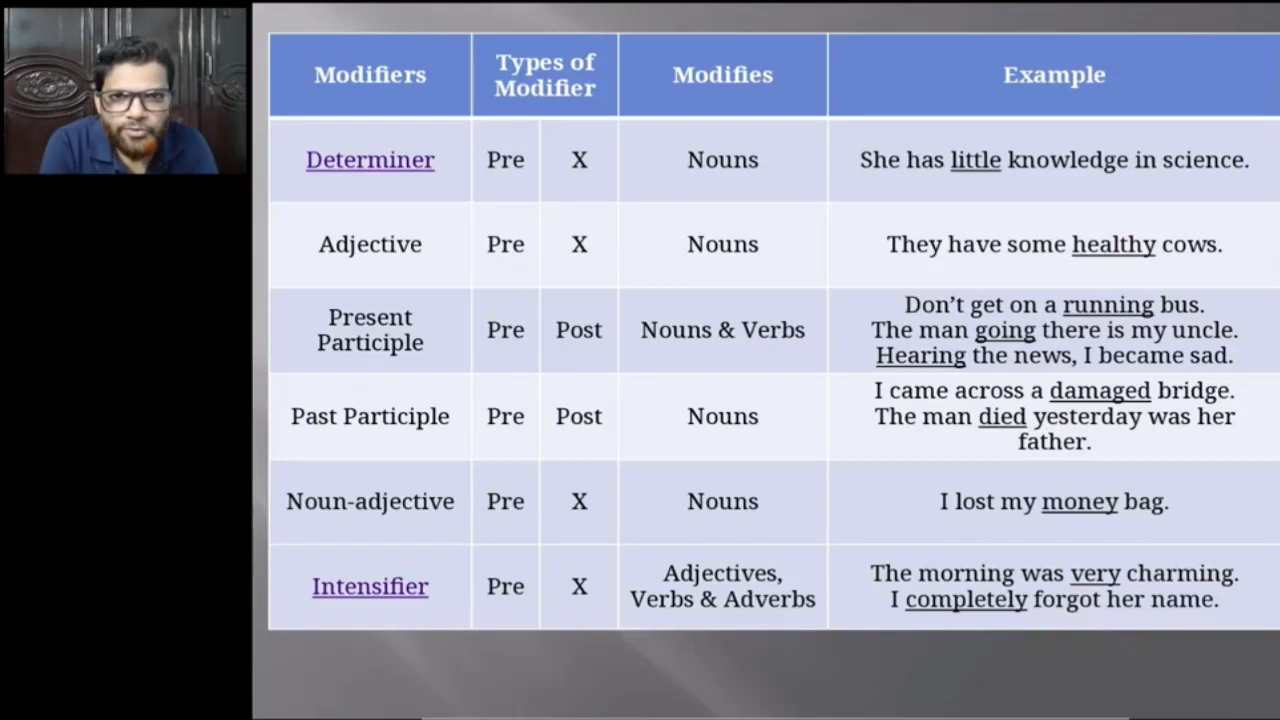 Modifiers
Types of
Modifier
Modifies
Example
Determiner
Pre
X
Nouns
She has little knowledge in science.
Adjective
Pre
X
Nouns
They have some healthy cows.
Present
Participle
Pre
Post
Nouns & Verbs
Don’t get on a running bus.
The man going there is my uncle.
Hearing the news, I became sad.
Past Participle
Pre
Post
Nouns
I came across a damaged bridge.
The man died yesterday was her
father.
Noun-adjective
Pre
X
Nouns
I lost my money bag.
Intensifier
Pre
X
Adjectives,
Verbs & Adverbs
The morning was very charming.
I completely forgot her name.